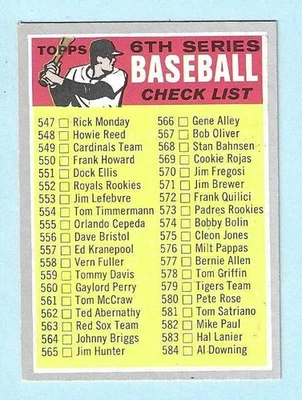 TOPPS 6TH SERIES
BASEBALL
CHECK LIST
547 Rick Monday
548 Howie Reed
549 Cardinals Team
550 Frank Howard
551 Dock Ellis
552 Royals Rookies
553 Jim Lefebvre
554 Tom Timmermann
555 Orlando Cepeda
556 Dave Bristol
557 Ed Kranepool
558 Vern Fuller
559 Tommy Davis
560 Gaylord Perry
561 Tom McCraw
562 Ted Abernathy
563 Red Sox Team
564 Johnny Briggs
565 Jim Hunter
566 Gene Alley
567 Bob Oliver
568 Stan Bahnsen
569 Cookie Rojas
570 Jim Fregosi
571 Jim Brewer
572 Frank Quilici
573 Padres Rookies
574 Bobby Bolin
575 Cleon Jones
576 Milt Pappas
577 Bernie Allen
578 Tom Griffin
579 Tigers Team
580 Pete Rose
581 Tom Satriano
582 Mike Paul
583 Hal Lanier
584 Al Downing